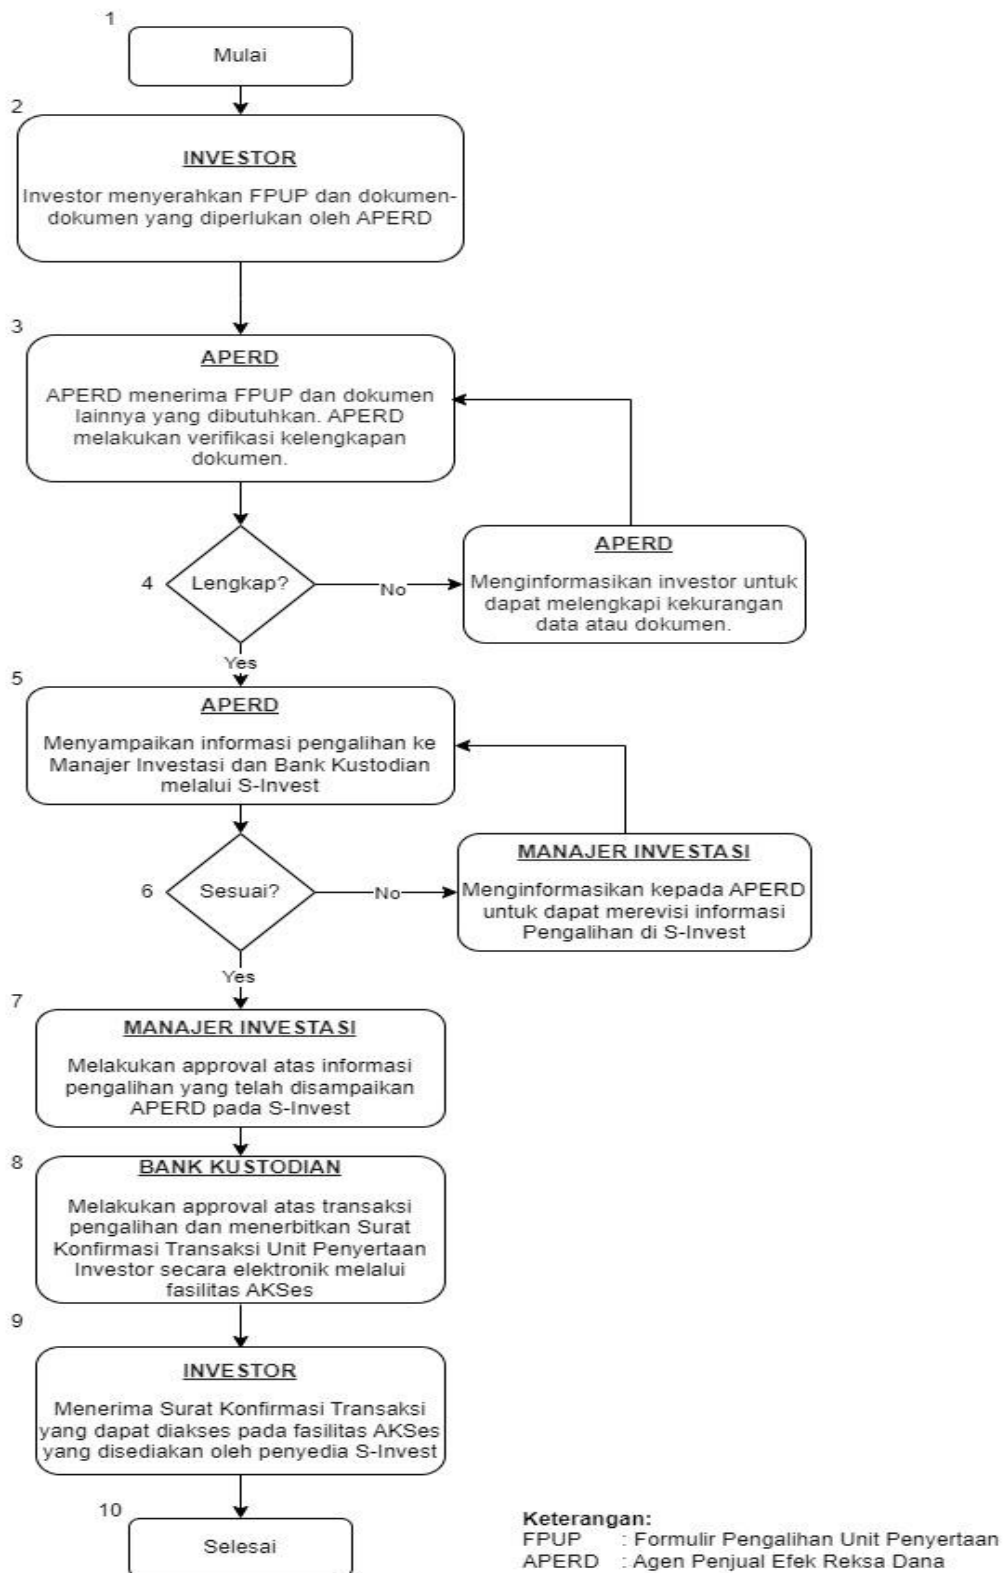 1
Mulai
2
INVESTOR
Investor menyerahkan FPUP dan dokumen-
dokumen yang diperlukan oleh APERD
3
APERD
APERD menerima FPUP dan dokumen
lainnya yang dibutuhkan. APERD
melakukan verifikasi kelengkapan
dokumen.
4
Lengkap?
No
APERD
Menginformasikan investor untuk
dapat melengkapi kekurangan
data atau dokumen.
Yes
5
APERD
Menyampaikan informasi pengalihan ke
Manajer Investasi dan Bank Kustodian
melalui S-Invest
6
Sesuai?
No
MANAJER INVESTASI
Menginformasikan kepada APERD
untuk dapat merevisi informasi
Pengalihan di S-Invest
Yes
7
MANAJER INVESTASI
Melakukan approval atas informasi
pengalihan yang telah disampaikan
APERD pada S-Invest
8
BANK KUSTODIAN
Melakukan approval atas transaksi
pengalihan dan menerbitkan Surat
Konfirmasi Transaksi Unit Penyertaan
Investor secara elektronik melalui
fasilitas AKSes
9
INVESTOR
Menerima Surat Konfirmasi Transaksi
yang dapat diakses pada fasilitas AKSes
yang disediakan oleh penyedia S-Invest
10
Selesai
Keterangan:
FPUP : Formulir Pengalihan Unit Penyertaan
APERD : Agen Penjual Efek Reksa Dana